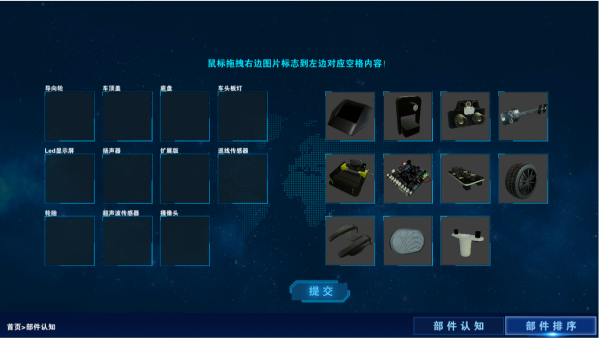 鼠标拖拽右边图片标志到左边对应空格内容!
导向轮 车顶盖 底盘 车头板灯
Led显示屏 扬声器 扩展版 巡线传感器
轮胎 超声波传感器 摄像头
提交
首页>部件认知 部件认知 部件排序